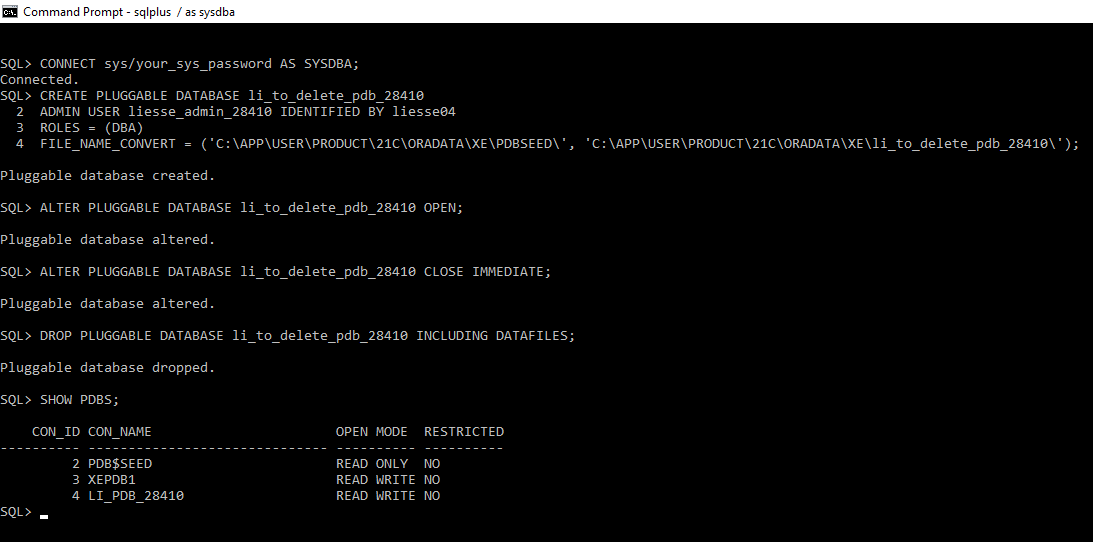 Command Prompt - sqlplus / as sysdba
SQL> CONNECT sys/your_sys_password AS SYSDBA;
Connected.
SQL> CREATE PLUGGABLE DATABASE li_to_delete_pdb_28410
  2  ADMIN USER liesse_admin_28410 IDENTIFIED BY liesse04
  3  ROLES = (DBA)
  4  FILE_NAME_CONVERT = ('C:\APP\USER\PRODUCT\21C\ORADATA\XE\PDBSEED\', 'C:\APP\USER\PRODUCT\21C\ORADATA\XE\li_to_delete_pdb_28410\');
Pluggable database created.
SQL> ALTER PLUGGABLE DATABASE li_to_delete_pdb_28410 OPEN;
Pluggable database altered.
SQL> ALTER PLUGGABLE DATABASE li_to_delete_pdb_28410 CLOSE IMMEDIATE;
Pluggable database altered.
SQL> DROP PLUGGABLE DATABASE li_to_delete_pdb_28410 INCLUDING DATAFILES;
Pluggable database dropped.
SQL> SHOW PDBS;
    CON_ID CON_NAME                       OPEN MODE  RESTRICTED
---------- ------------------------------ ---------- ----------
         2 PDB$SEED                       READ ONLY  NO
         3 XEPDB1                         READ WRITE NO
         4 LI_PDB_28410                   READ WRITE NO
SQL>